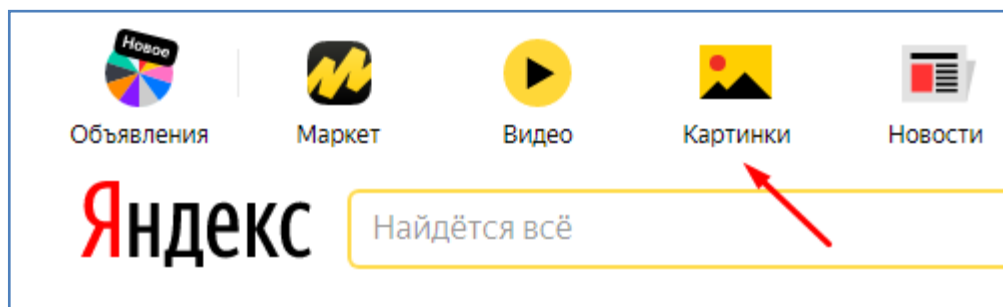 Новое
Объявления Маркет Видео Картинки Новости
Яндекс Найдётся всё